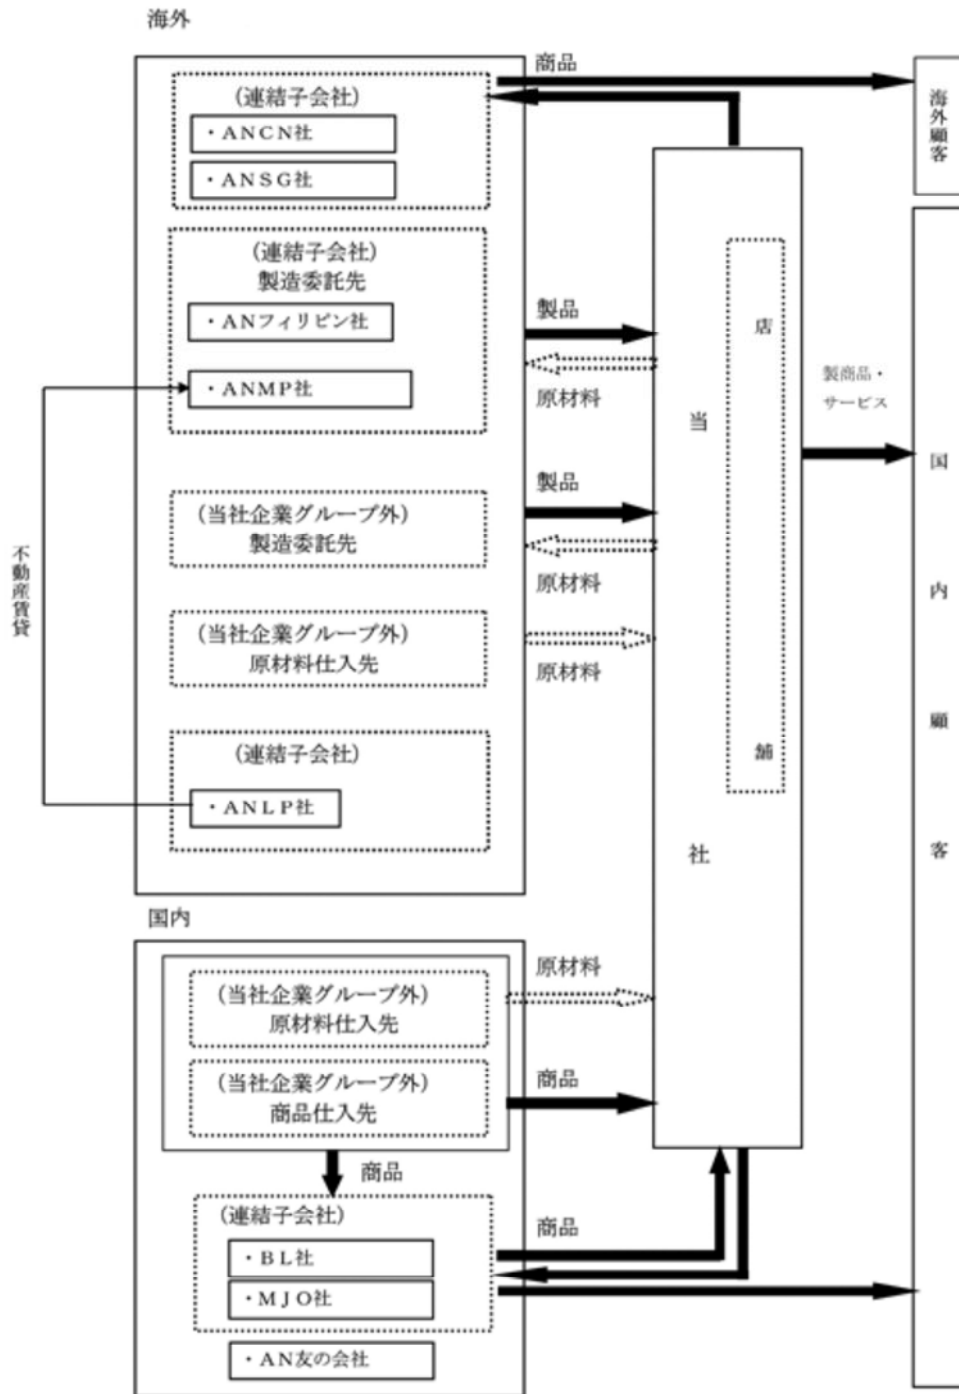 海外
商品
(連結子会社)
・ANCN社
・ANSG社
海外顧客
(連結子会社)
製造委託先
・ANフィリピン社
・ANMP社
製品
原材料
(当社企業グループ外)
製造委託先
製品
原材料
(当社企業グループ外)
原材料仕入先
原材料
(連結子会社)
・ANLP社
不動産賃貸
当社
店舗
製商品・
サービス
国内顧客
国内
(当社企業グループ外)
原材料仕入先
原材料
(当社企業グループ外)
商品仕入先
商品
商品
(連結子会社)
・BL社
・MJO社
商品
・AN友の会社